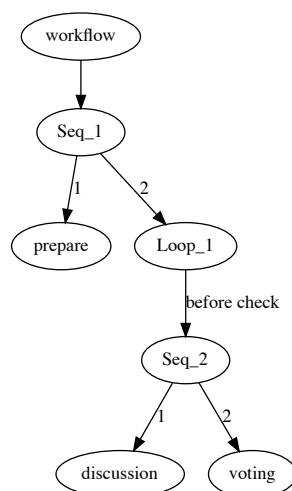 workflow
Seq_1
1
2
prepare
Loop_1
before check
Seq_2
1
2
discussion
voting